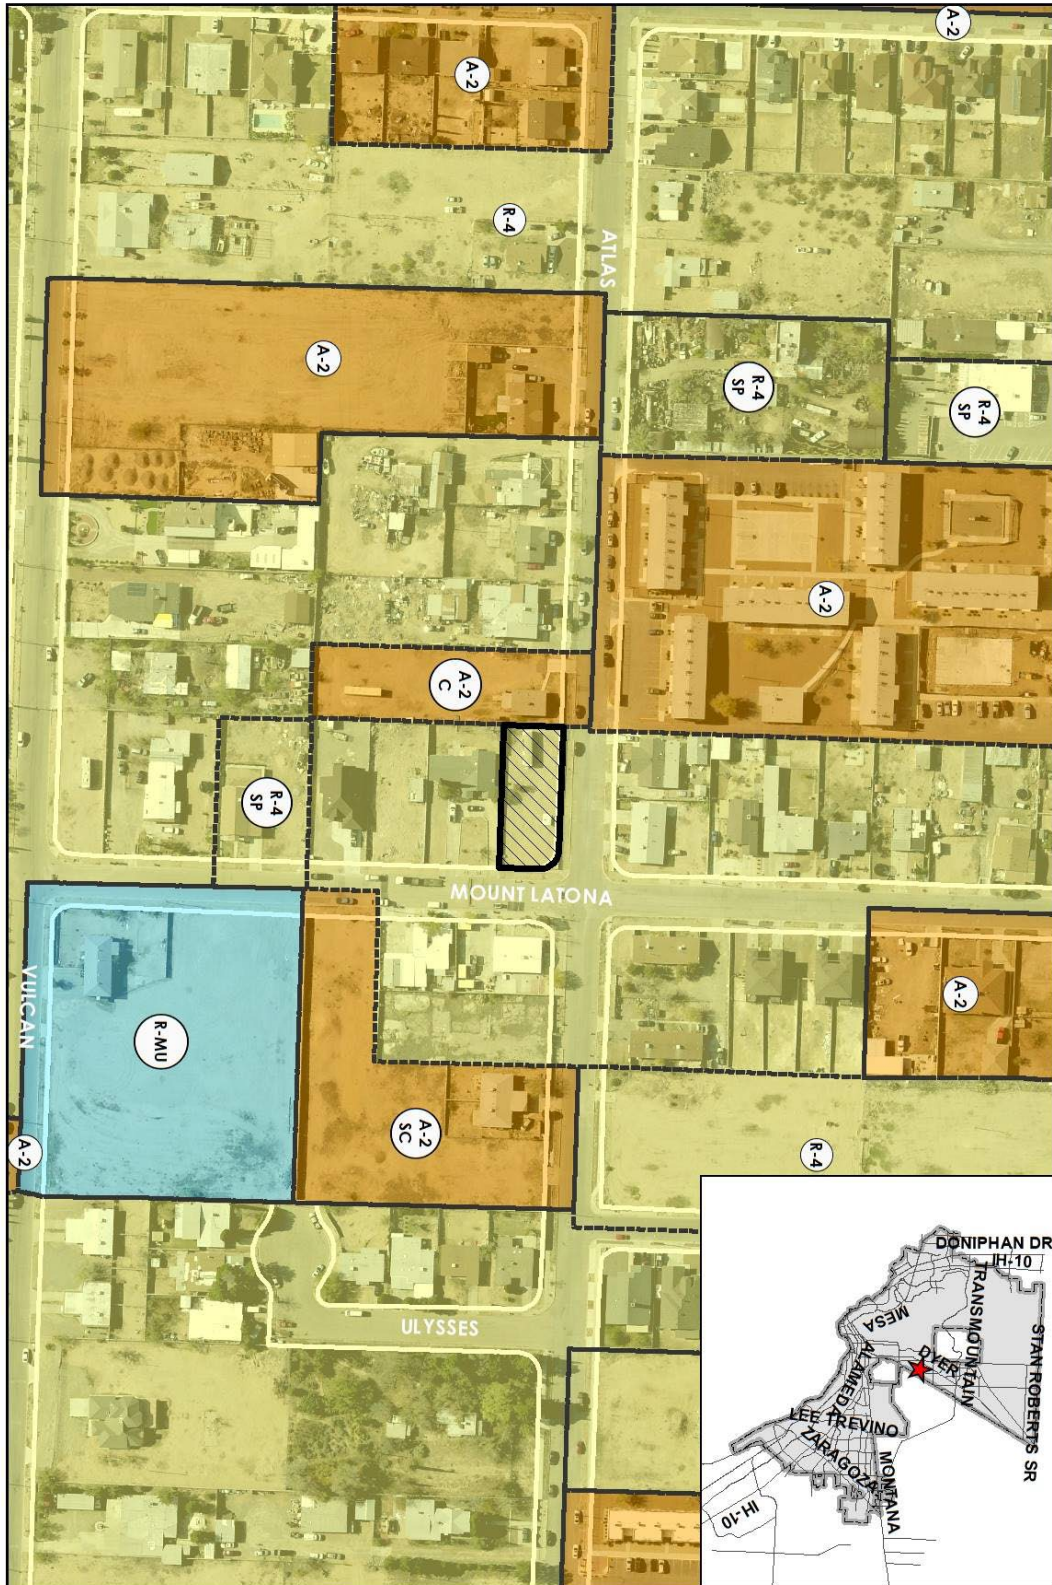 A-2
A-2
R-4
ATLAS
A-2
R-4
SP
R-4
SP
A-2
A-2
C
R-4
SP
MOUNT LATONA
VULCAN
R-MU
A-2
A-2
SC
A-2
R-4
ULYSSES
DONIPHAN DR
IH-10
TRANSMOUNTAIN
MESA
STAN ROBERTS SR
DYER
ALAMEDA
LEE TREVINO
ZARAGOZA
MONTANA
IH-10